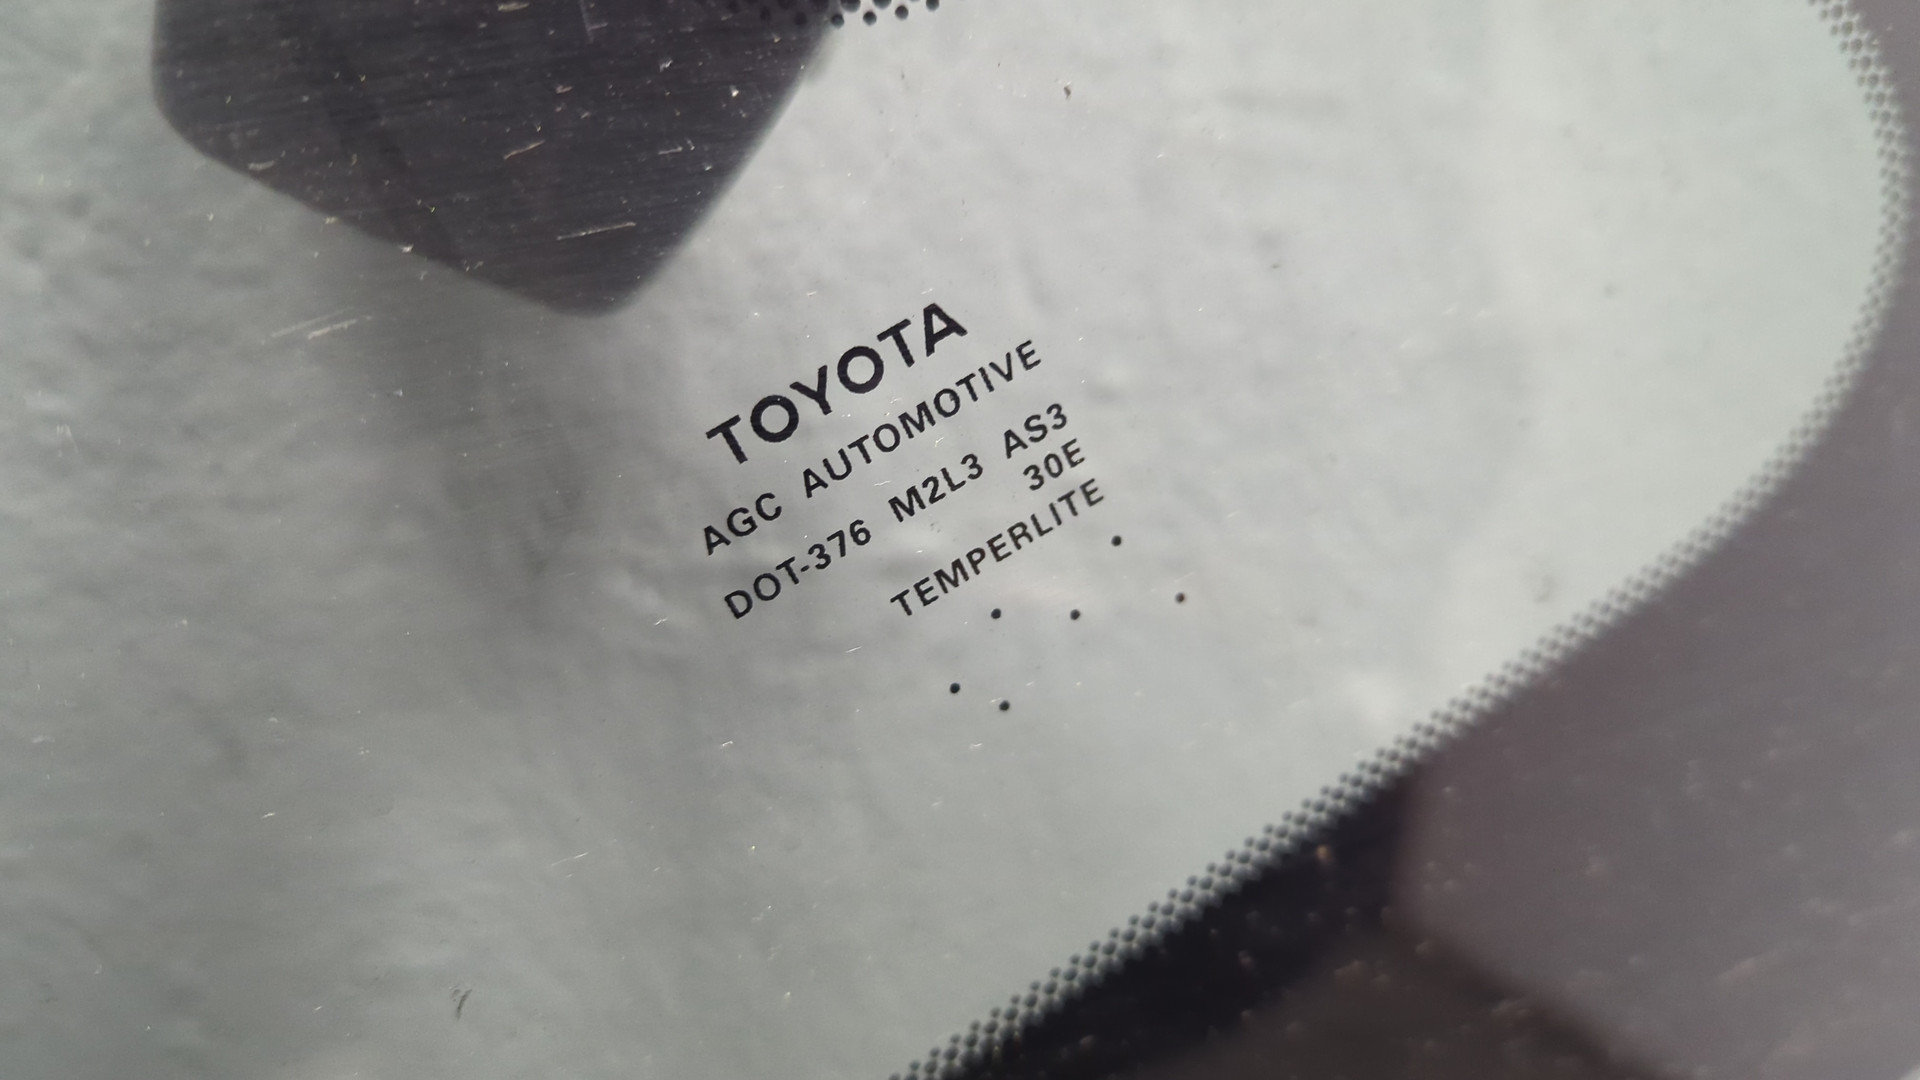 TOYOTA
AGC AUTOMOTIVE
DOT-376 M2L3 AS3
30E
TEMPERLITE